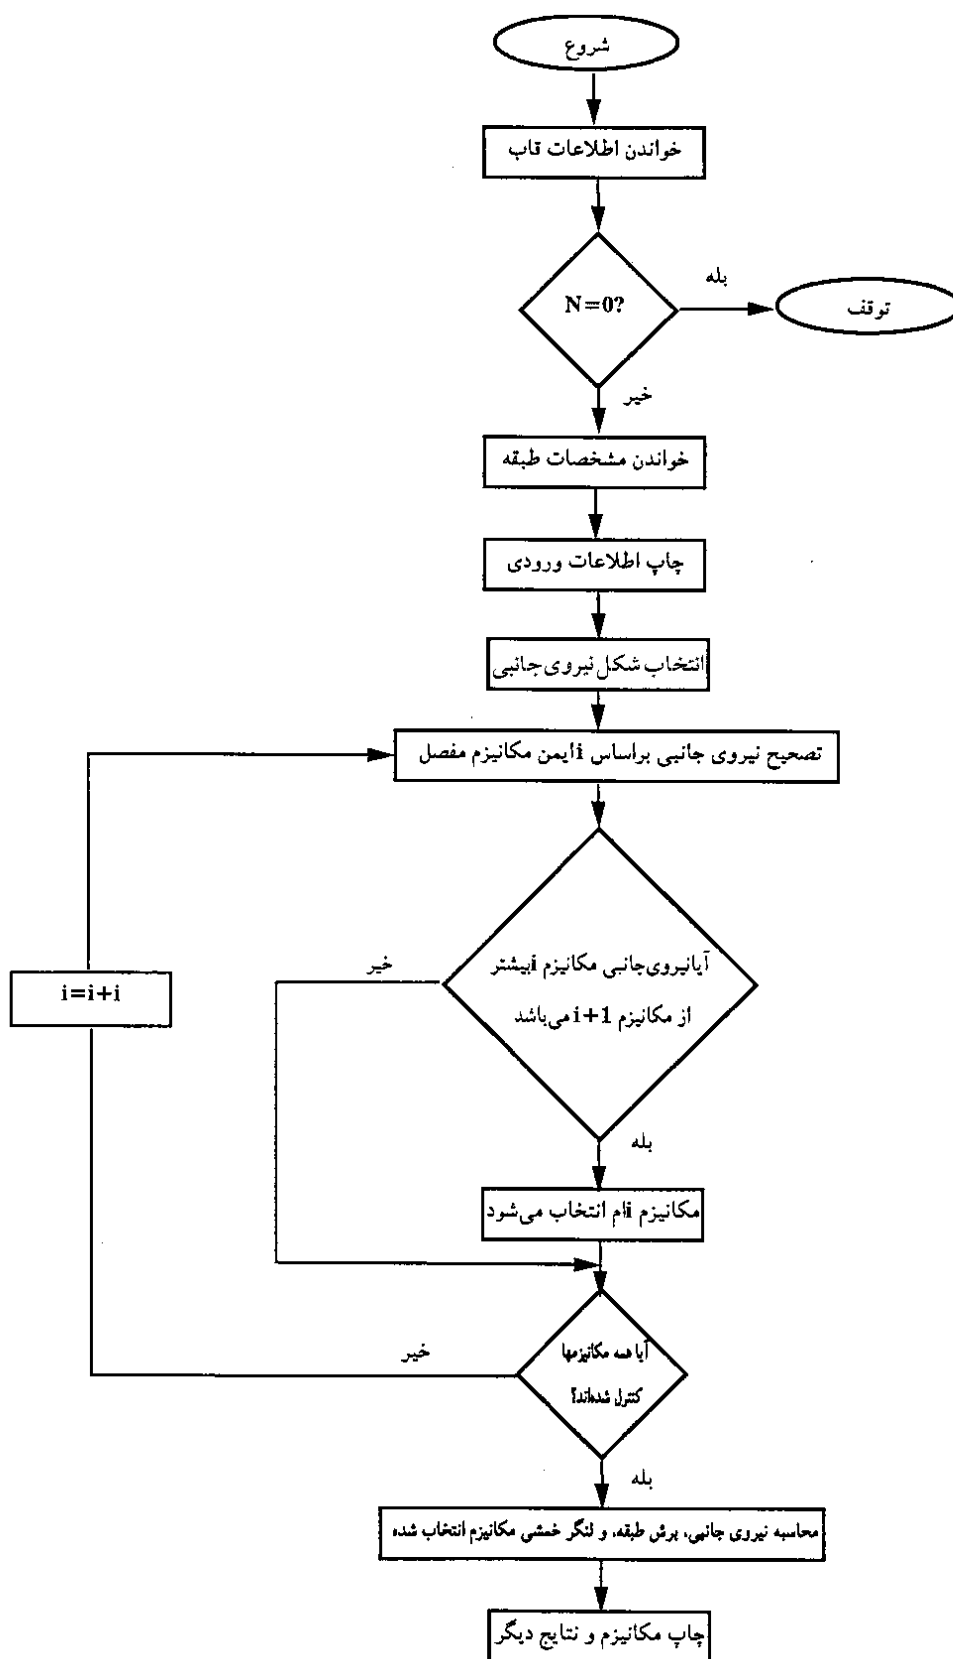 شروع
خواندن اطلاعات قاب
N=0?
بله
توقف
خیر
خواندن مشخصات طبقه
چاپ اطلاعات ورودی
انتخاب شکل نیروی جانبی
تصحیح نیروی جانبی براساس iایمن مکانیزم مفصل
آیانیروی جانبی مکانیزم iبیشتر
از مکانیزم i+1 می‌باشد
خیر
i=i+i
بله
مکانیزم iام انتخاب می‌شود
آیا همه مکانیزمها
کنترل شده‌اند؟
خیر
بله
محاسبه نیروی جانبی، برش طبقه، و لنگر خمشی مکانیزم انتخاب شده
چاپ مکانیزم و نتایج دیگر